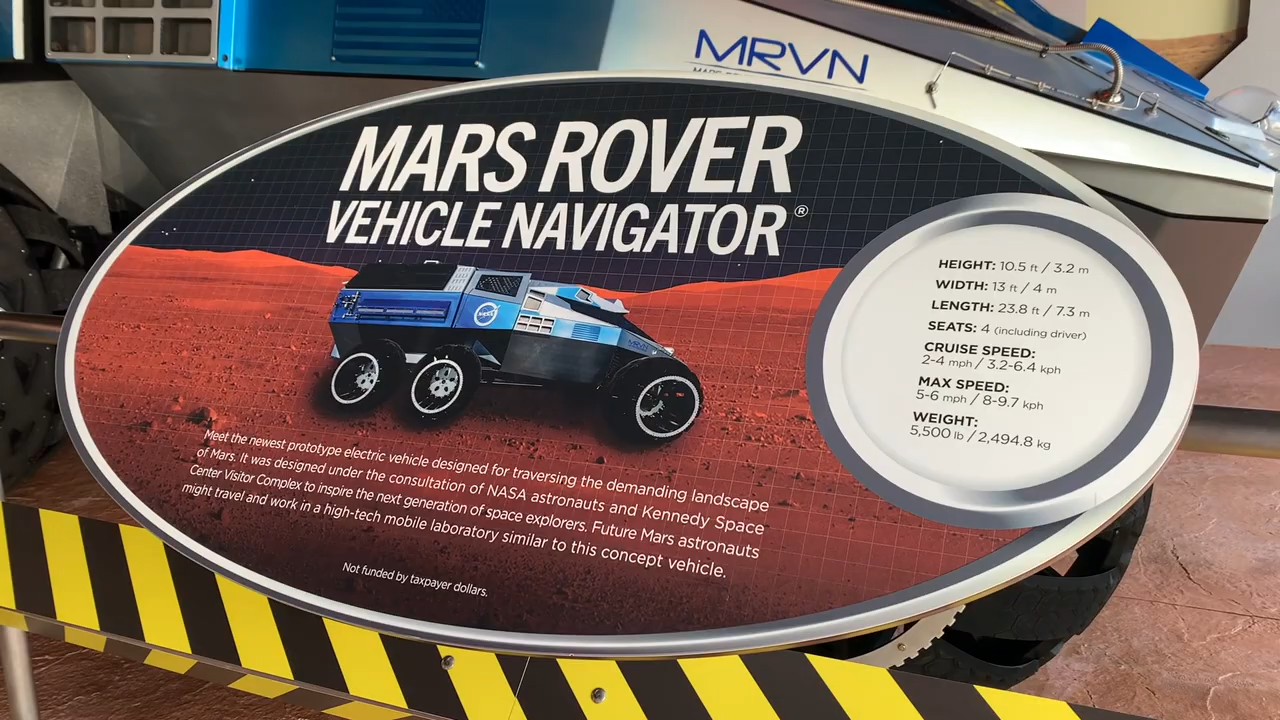 MRVN
MARS ROVER
VEHICLE NAVIGATOR®
HEIGHT: 10.5 ft / 3.2 m
WIDTH: 13 ft / 4 m
LENGTH: 23.8 ft / 7.3 m
SEATS: 4 (including driver)
CRUISE SPEED:
2-4 mph / 3.2-6.4 kph
MAX SPEED:
5-6 mph / 8-9.7 kph
WEIGHT:
5,500 lb / 2,494.8 kg
NASA
MRVN
Meet the newest prototype electric vehicle designed for traversing the demanding landscape
of Mars. It was designed under the consultation of NASA astronauts and Kennedy Space
Center Visitor Complex to inspire the next generation of space explorers. Future Mars astronauts
might travel and work in a high-tech mobile laboratory similar to this concept vehicle.
Not funded by taxpayer dollars.